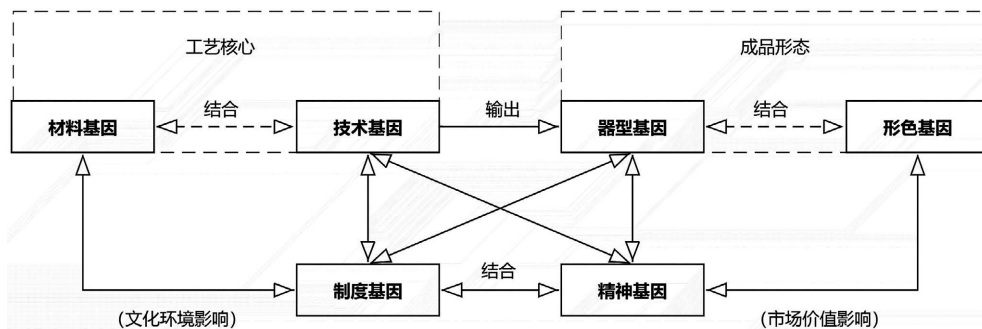 工艺核心
成品形态
结合
输出
结合
材料基因
技术基因
器型基因
形色基因
结合
制度基因
精神基因
(文化环境影响)
(市场价值影响)